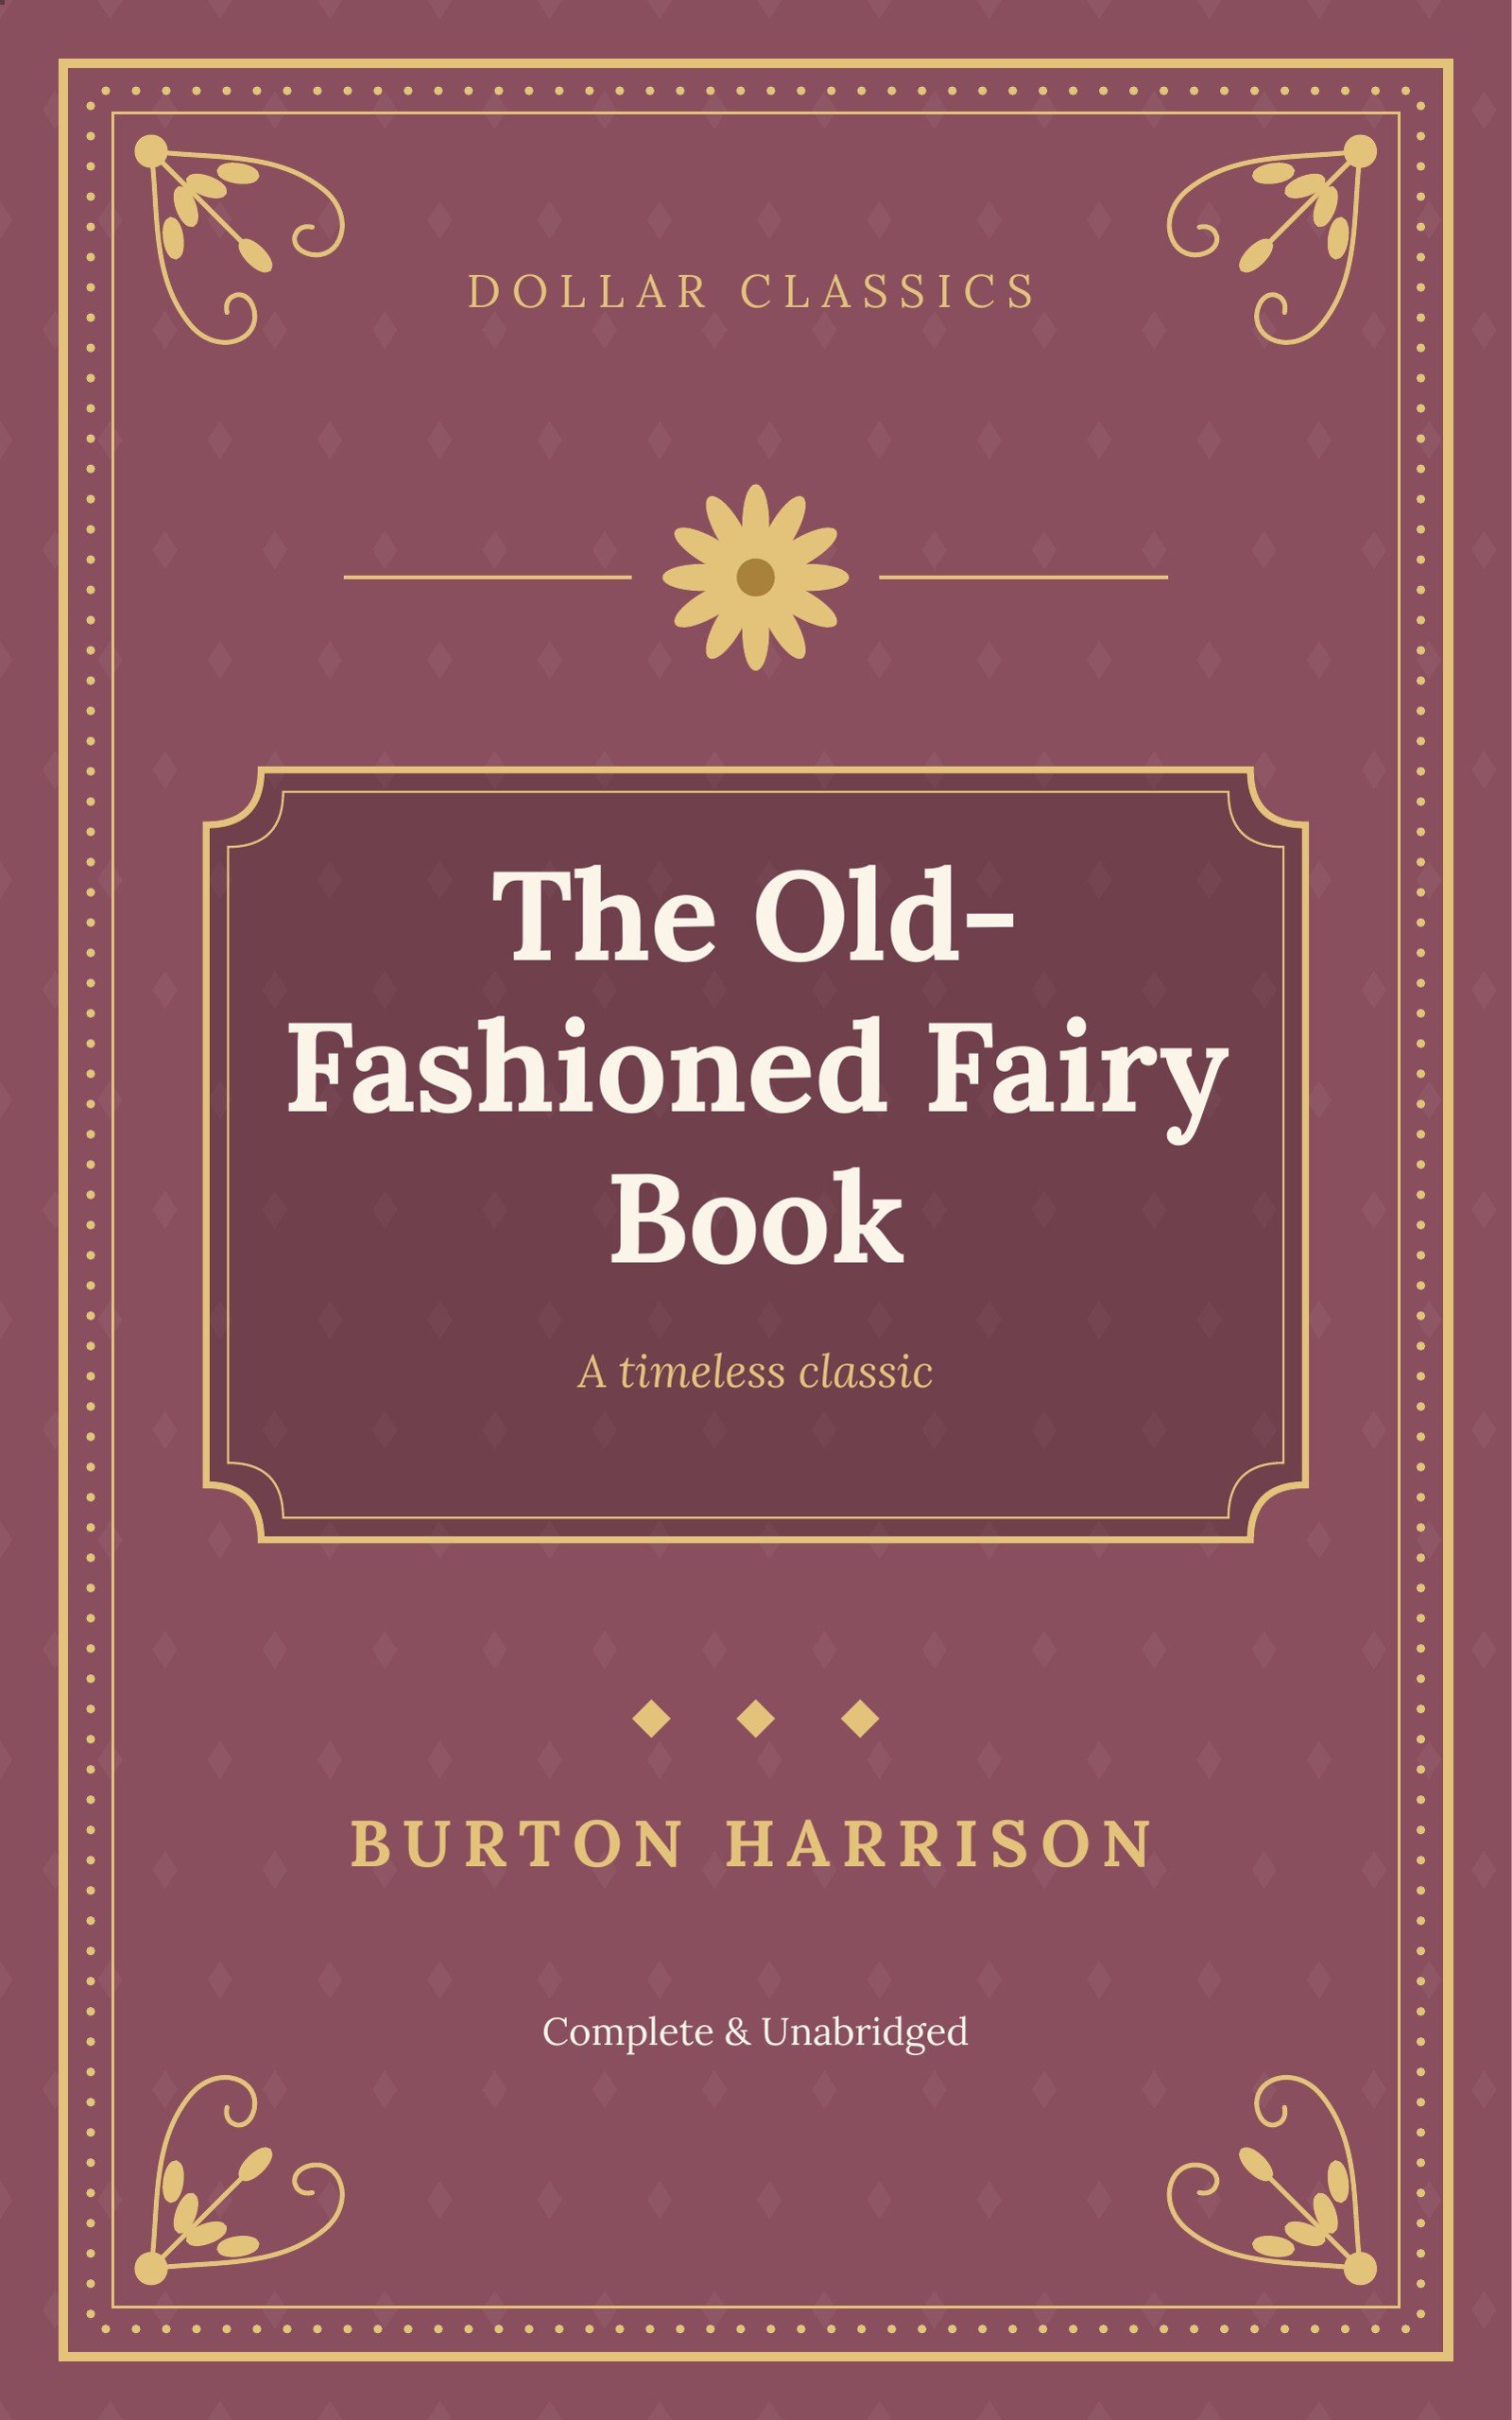 DOLLAR CLASSICS
The Old-
Fashioned Fairy
Book
A timeless classic
BURTON HARRISON
Complete & Unabridged